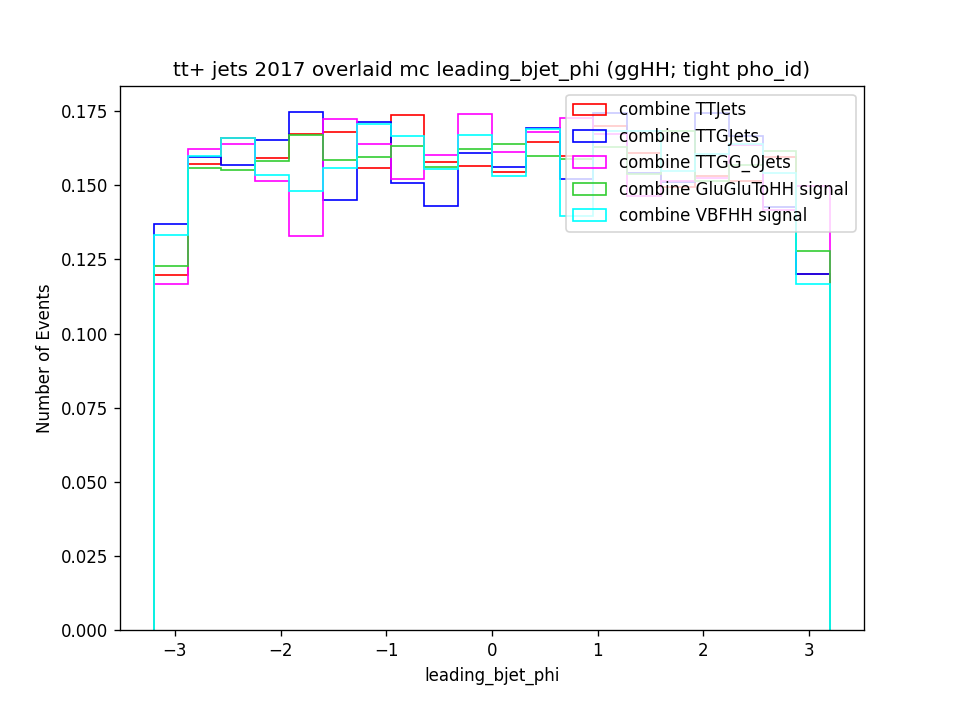 tt+ jets 2017 overlaid mc leading_bjet_phi (ggHH; tight pho_id)
combine TTJets
combine TTGJets
combine TTGG_0Jets
combine GluGluToHH signal
combine VBFHH signal
Number of Events
0.175
0.150
0.125
0.100
0.075
0.050
0.025
0.000
−3 −2 −1 0 1 2 3
leading_bjet_phi